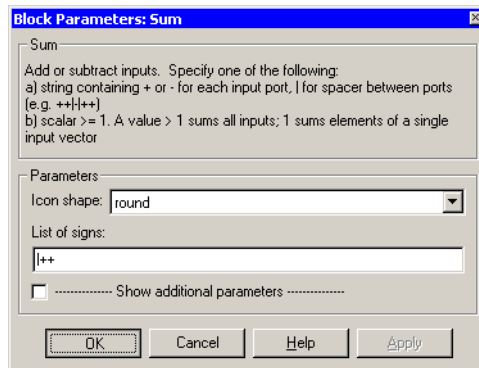 Block Parameters: Sum
Sum
Add or subtract inputs.  Specify one of the following:
a) string containing + or - for each input port, | for spacer between ports
(e.g. ++|-|++)
b) scalar >= 1. A value > 1 sums all inputs; 1 sums elements of a single
input vector
Parameters
Icon shape: round
List of signs:
|++
-------------- Show additional parameters --------------
OK Cancel Help Apply